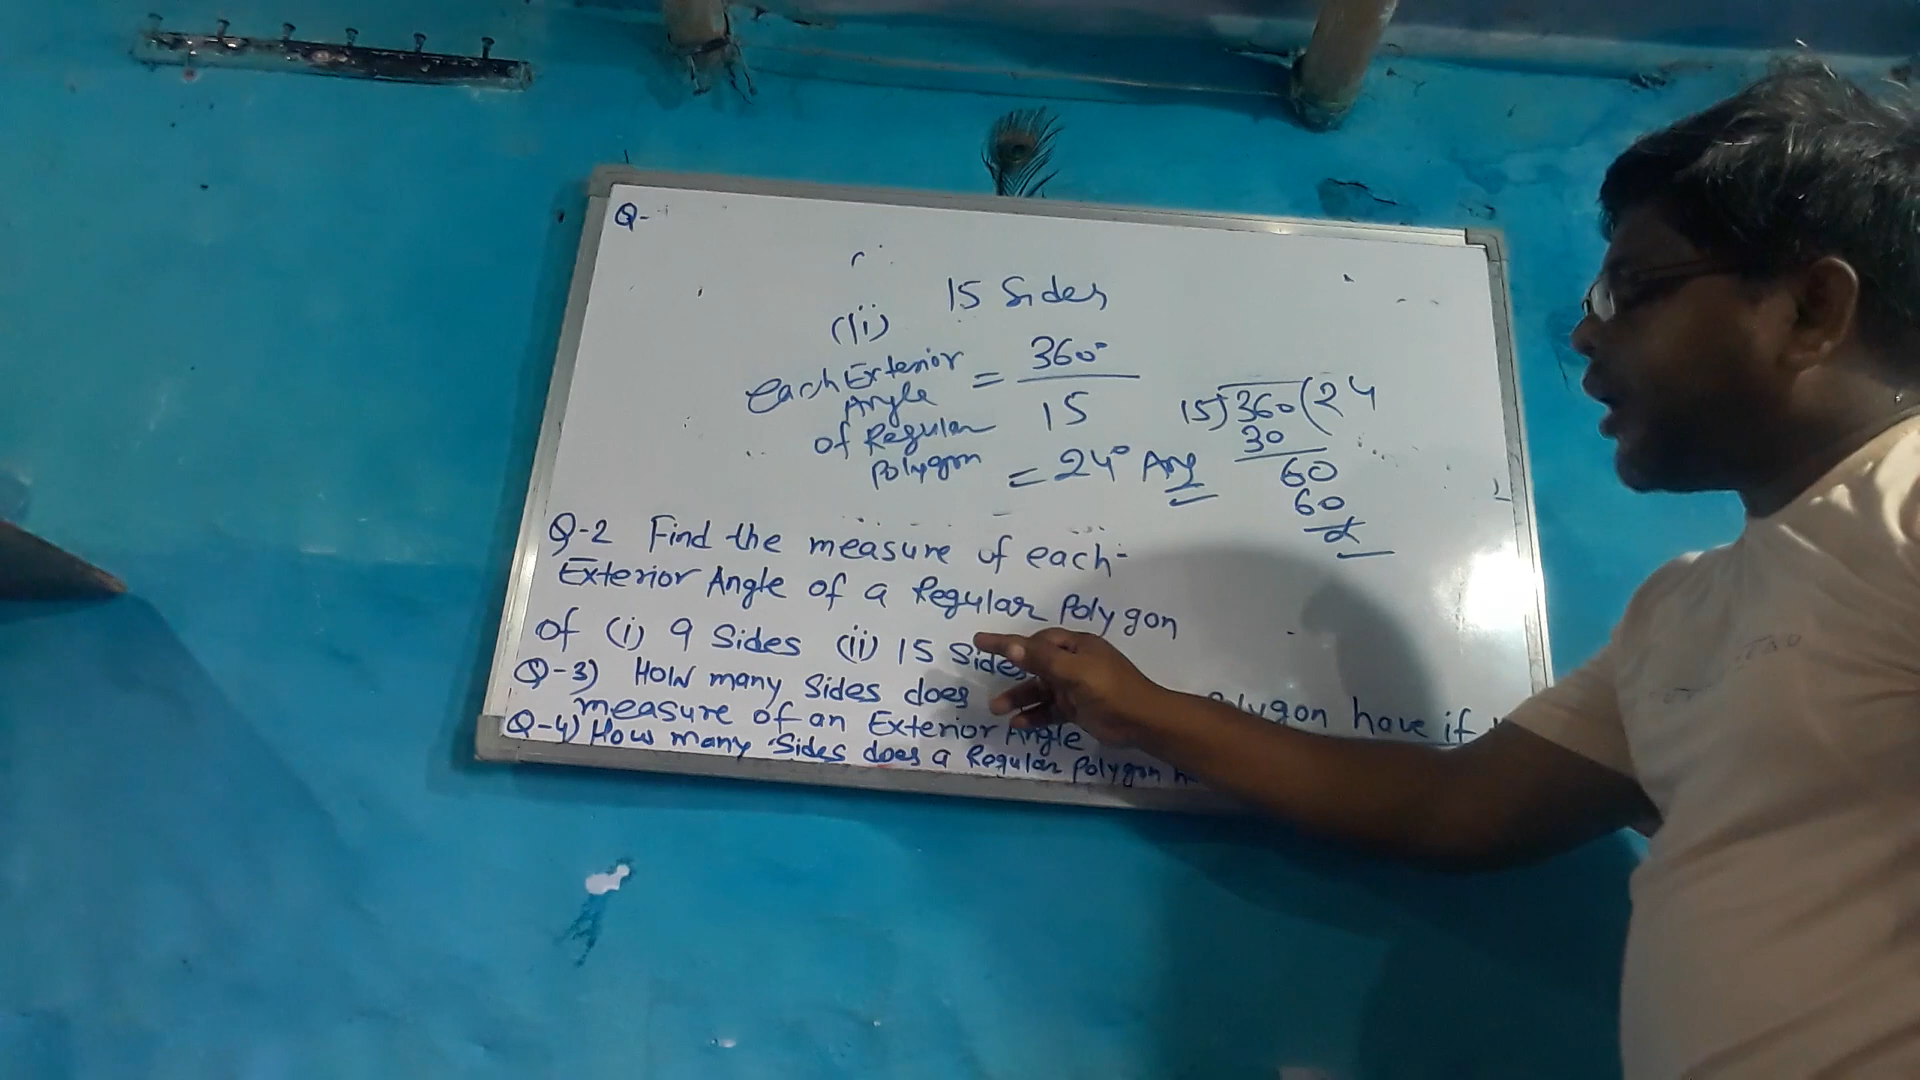 Q-
15 Sides
(ii)
each Exterior Angle of Regular Polygon = 360° / 15
= 24° Ans
15)360(24
30
60
60
x
Q-2 Find the measure of each-
Exterior Angle of a Regular Polygon
of (i) 9 Sides (ii) 15 Sides
Q-3) How many Sides does Polygon have if
measure of an Exterior Angle
Q-4) How many Sides does a Regular Polygon